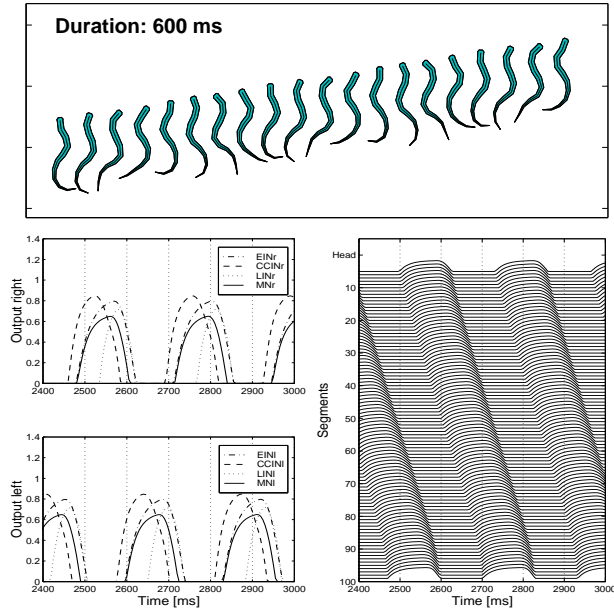 Duration: 600 ms
Output right
1.4
1.2
1
0.8
0.6
0.4
0.2
0
EINr
CCINr
LINr
MNr
2400 2500 2600 2700 2800 2900 3000
Output left
1.4
1.2
1
0.8
0.6
0.4
0.2
0
EINl
CCINl
LINl
MNl
2400 2500 2600 2700 2800 2900 3000
Time [ms]
Segments
Head
10
20
30
40
50
60
70
80
90
100
2400 2500 2600 2700 2800 2900 3000
Time [ms]